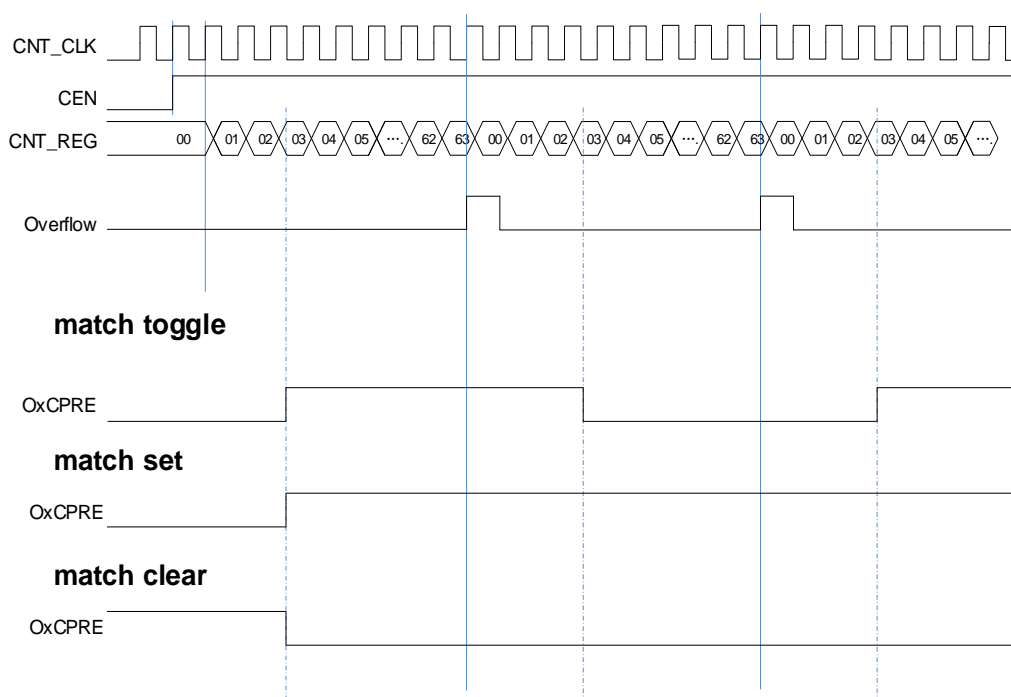 CNT_CLK
CEN
CNT_REG 00 01 02 03 04 05 …. 62 63 00 01 02 03 04 05 …. 62 63 00 01 02 03 04 05 ….
Overflow
match toggle
OxCPRE
match set
OxCPRE
match clear
OxCPRE